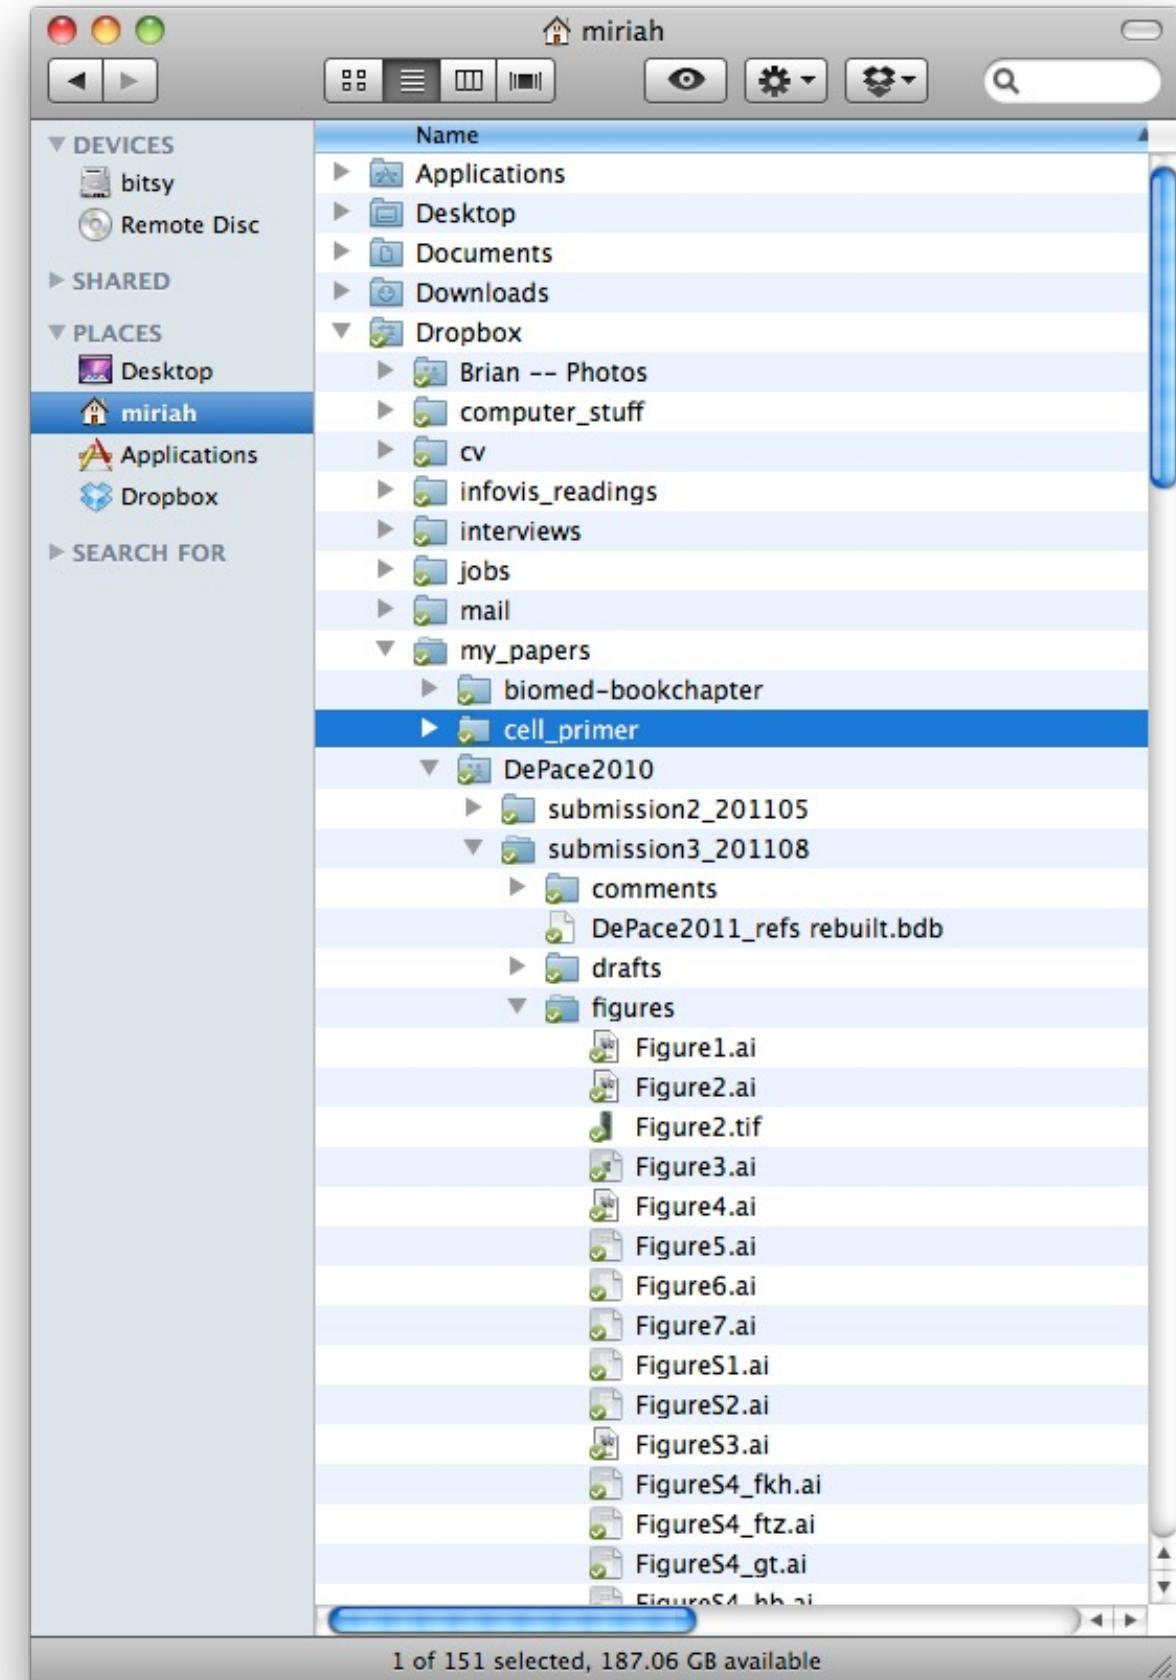 miriah
DEVICES
bitsy
Remote Disc
SHARED
PLACES
Desktop
miriah
Applications
Dropbox
SEARCH FOR
Name
Applications
Desktop
Documents
Downloads
Dropbox
Brian -- Photos
computer_stuff
cv
infovis_readings
interviews
jobs
mail
my_papers
biomed-bookchapter
cell_primer
DePace2010
submission2_201105
submission3_201108
comments
DePace2011_refs rebuilt.bdb
drafts
figures
Figure1.ai
Figure2.ai
Figure2.tif
Figure3.ai
Figure4.ai
Figure5.ai
Figure6.ai
Figure7.ai
FigureS1.ai
FigureS2.ai
FigureS3.ai
FigureS4_fkh.ai
FigureS4_ftz.ai
FigureS4_gt.ai
FigureS4_hb.ai
1 of 151 selected, 187.06 GB available